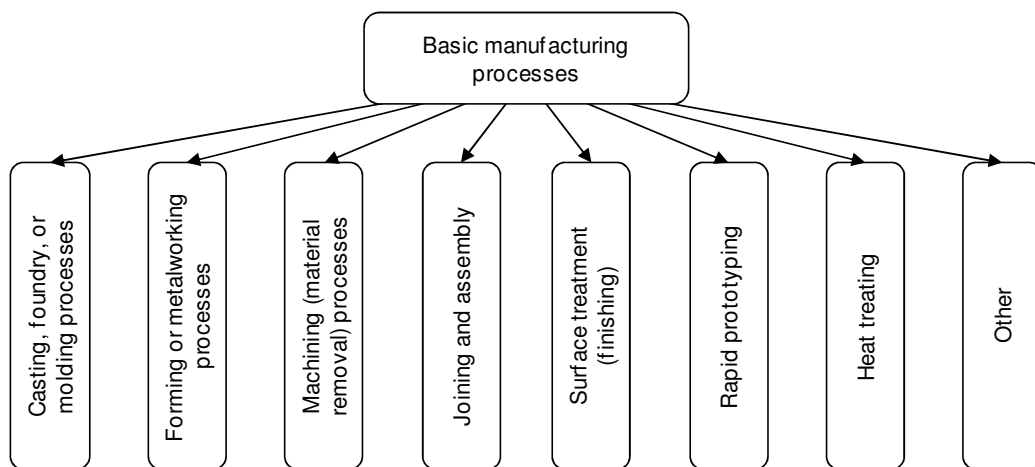 Basic manufacturing
processes
Casting, foundry, or
molding processes
Forming or metalworking
processes
Machining (material
removal) processes
Joining and assembly
Surface treatment
(finishing)
Rapid prototyping
Heat treating
Other